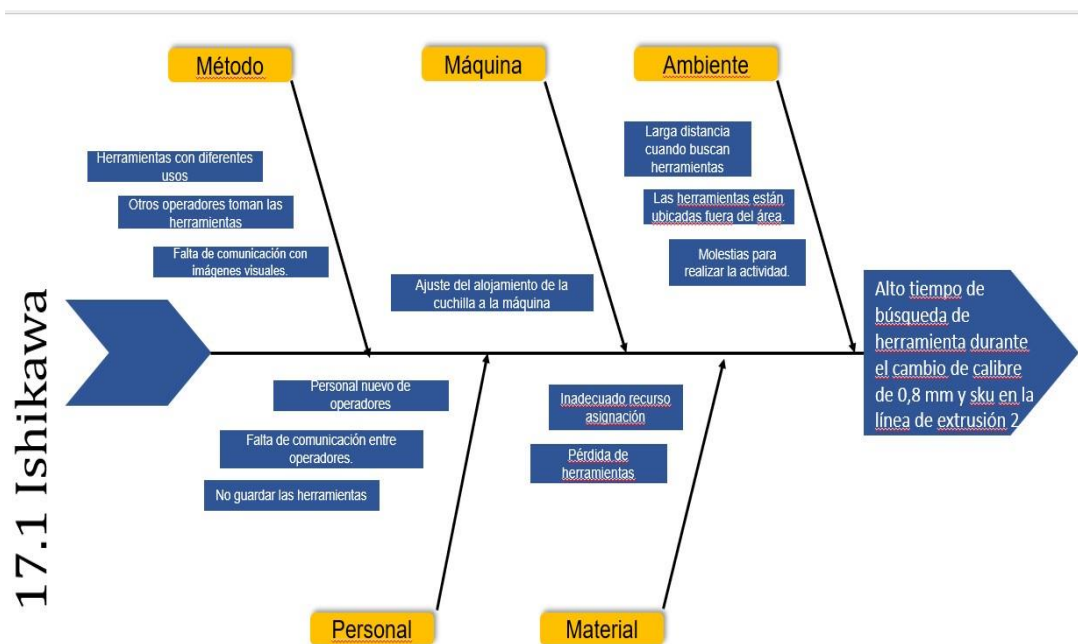 17.1 Ishikawa
Método
Máquina
Ambiente
Herramientas con diferentes
usos
Otros operadores toman las
herramientas
Falta de comunicación con
imágenes visuales.
Ajuste del alojamiento de la
cuchilla a la máquina
Larga distancia
cuando buscan
herramientas
Las herramientas están
ubicadas fuera del área.
Molestias para
realizar la actividad.
Alto tiempo de
búsqueda de
herramienta durante
el cambio de calibre
de 0,8 mm y sku en la
línea de extrusión 2
Personal nuevo de
operadores
Falta de comunicación entre
operadores.
No guardar las herramientas
Inadecuado recurso
asignación
Pérdida de
herramientas
Personal
Material